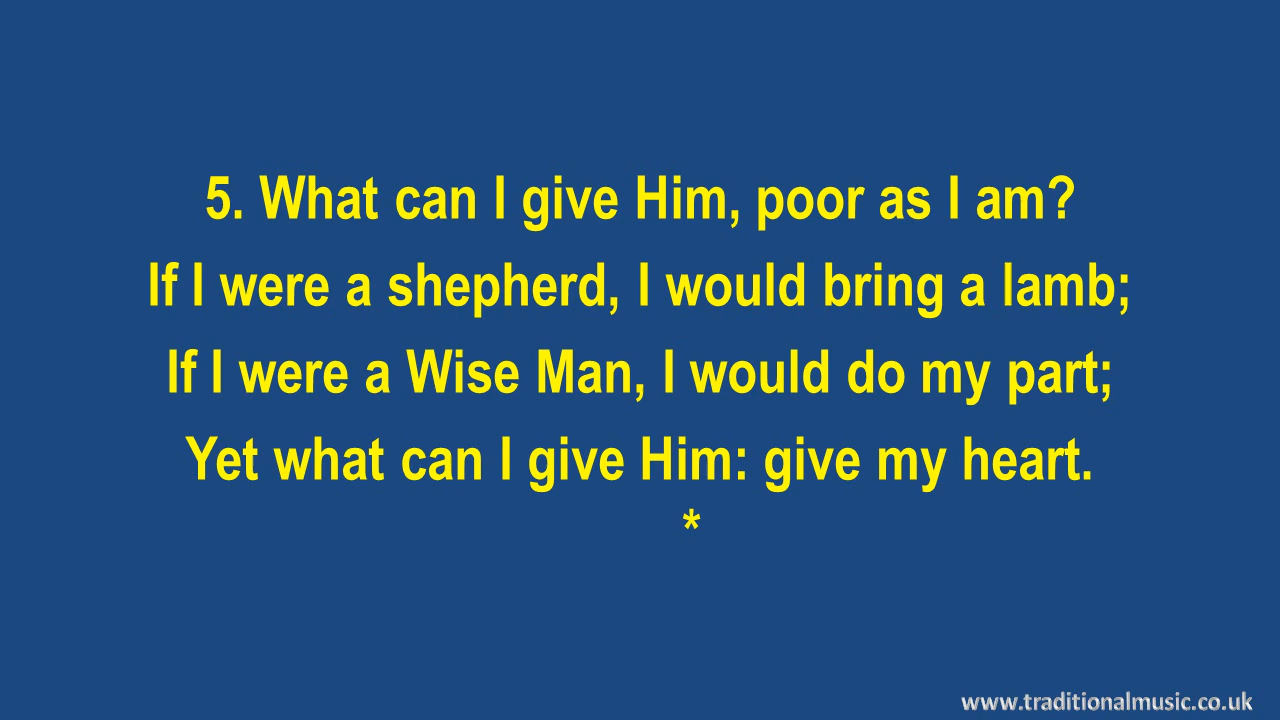 5. What can I give Him, poor as I am?
If I were a shepherd, I would bring a lamb;
If I were a Wise Man, I would do my part;
Yet what can I give Him: give my heart.
*
www.traditionalmusic.co.uk